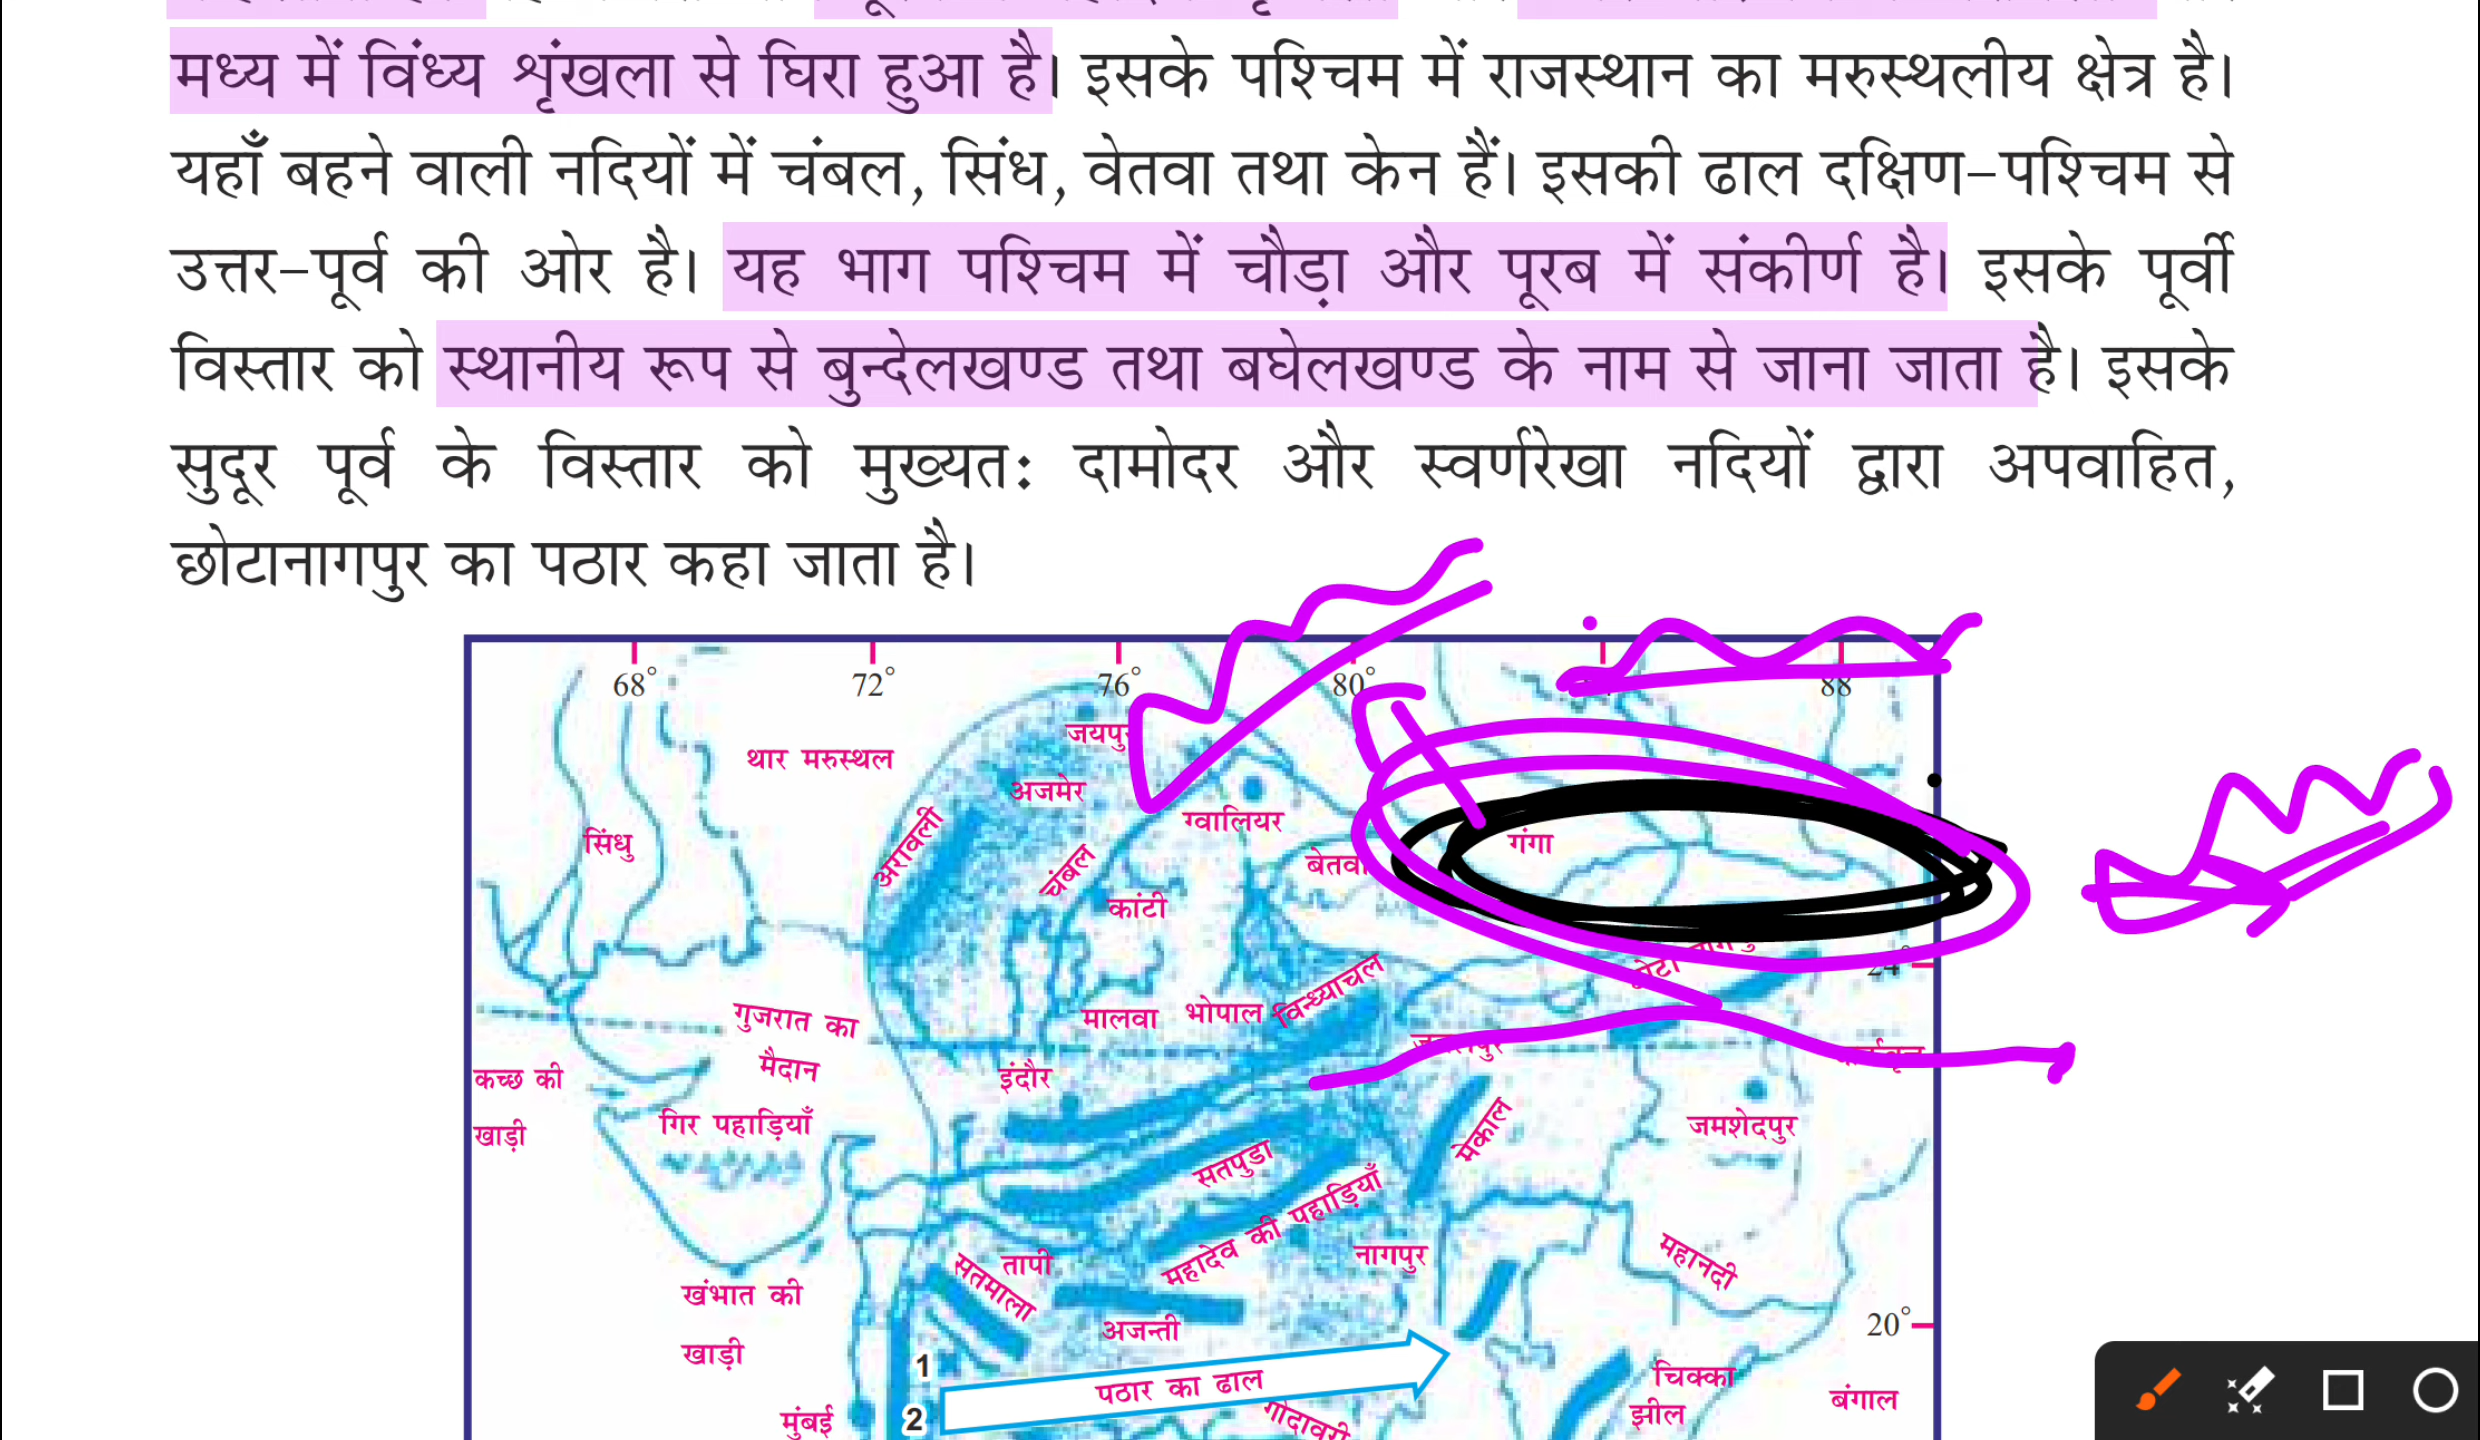 मध्य में विंध्य शृंखला से घिरा हुआ है। इसके पश्चिम में राजस्थान का मरुस्थलीय क्षेत्र है।
यहाँ बहने वाली नदियों में चंबल, सिंध, वेतवा तथा केन हैं। इसकी ढाल दक्षिण-पश्चिम से
उत्तर-पूर्व की ओर है। यह भाग पश्चिम में चौड़ा और पूरब में संकीर्ण है। इसके पूर्वी
विस्तार को स्थानीय रूप से बुन्देलखण्ड तथा बघेलखण्ड के नाम से जाना जाता है। इसके
सुदूर पूर्व के विस्तार को मुख्यतः दामोदर और स्वर्णरेखा नदियों द्वारा अपवाहित,
छोटानागपुर का पठार कहा जाता है।
68° 72° 76° 80° 88
थार मरुस्थल
अजमेर
ग्वालियर
सिंधु
अरावली
चंबल
गंगा
कांटी
विन्ध्याचल
24°
गुजरात का
मैदान
मालवा
भोपाल
इंदौर
कच्छ की
खाड़ी
गिर पहाड़ियाँ
मेकाल
जमशेदपुर
सतपुडा
महादेव की पहाड़ियाँ
तापी
सतमाला
नागपुर
महानदी
खंभात की
खाड़ी
अजन्ती
20°
1
पठार का ढाल
चिक्का
झील
बंगाल
2
मुंबई
गोदावरी